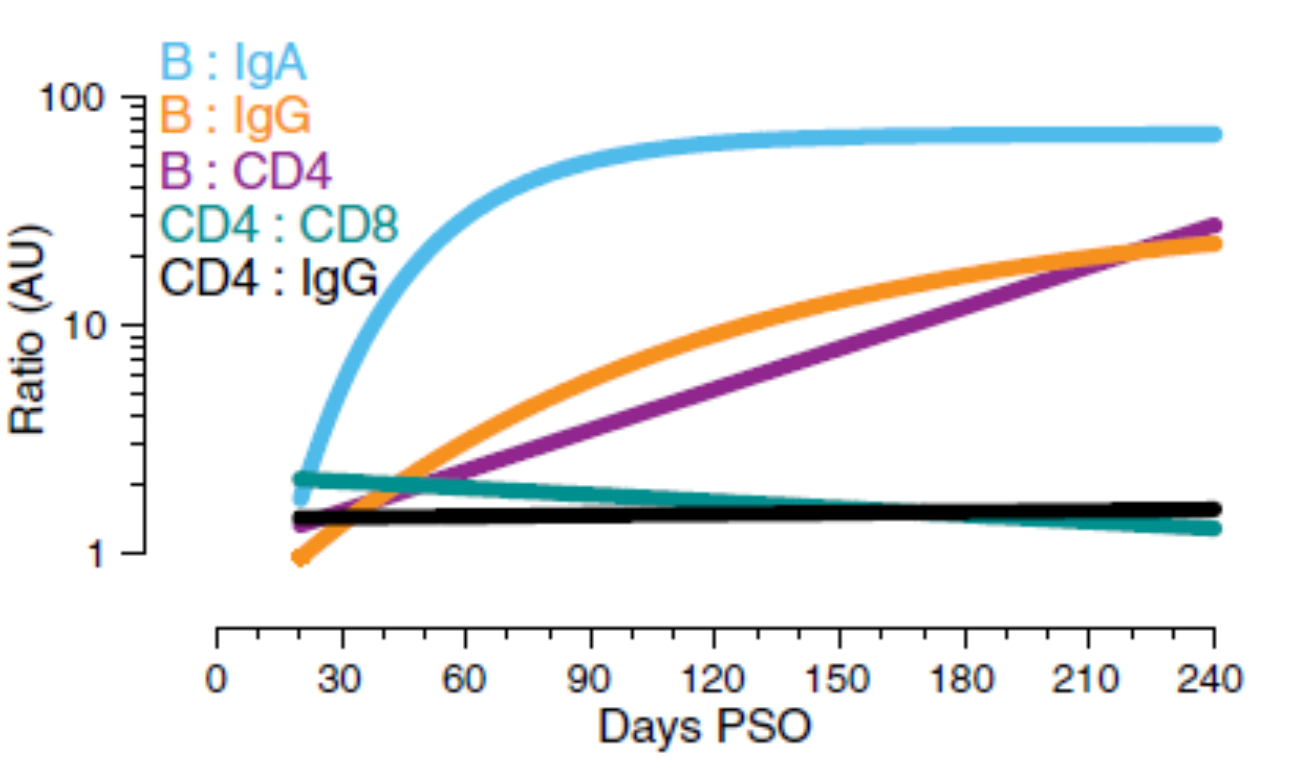 B : IgA
B : IgG
B : CD4
CD4 : CD8
CD4 : IgG
100
10
1
Ratio (AU)
0 30 60 90 120 150 180 210 240
Days PSO